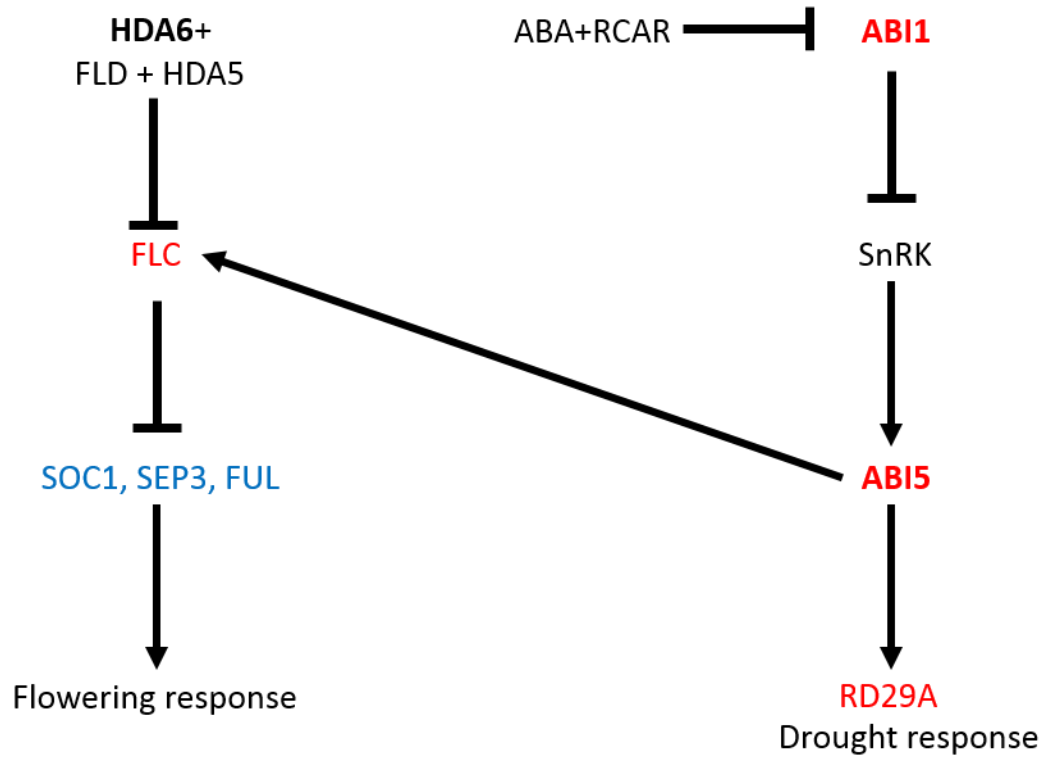 HDA6+
FLD + HDA5
ABA+RCAR
ABI1
FLC
SnRK
SOC1, SEP3, FUL
ABI5
Flowering response
RD29A
Drought response